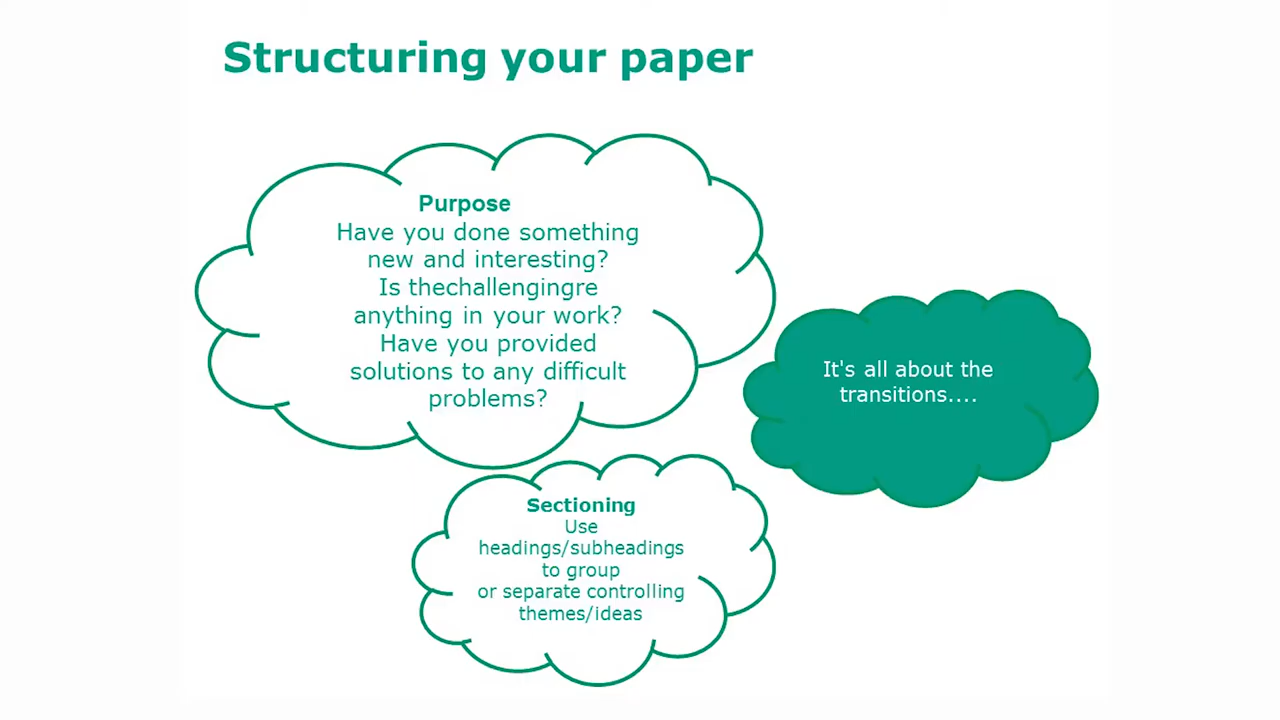 Structuring your paper
Purpose
Have you done something
new and interesting?
Is thechallengingre
anything in your work?
Have you provided
solutions to any difficult
problems?
It's all about the
transitions....
Sectioning
Use
headings/subheadings
to group
or separate controlling
themes/ideas